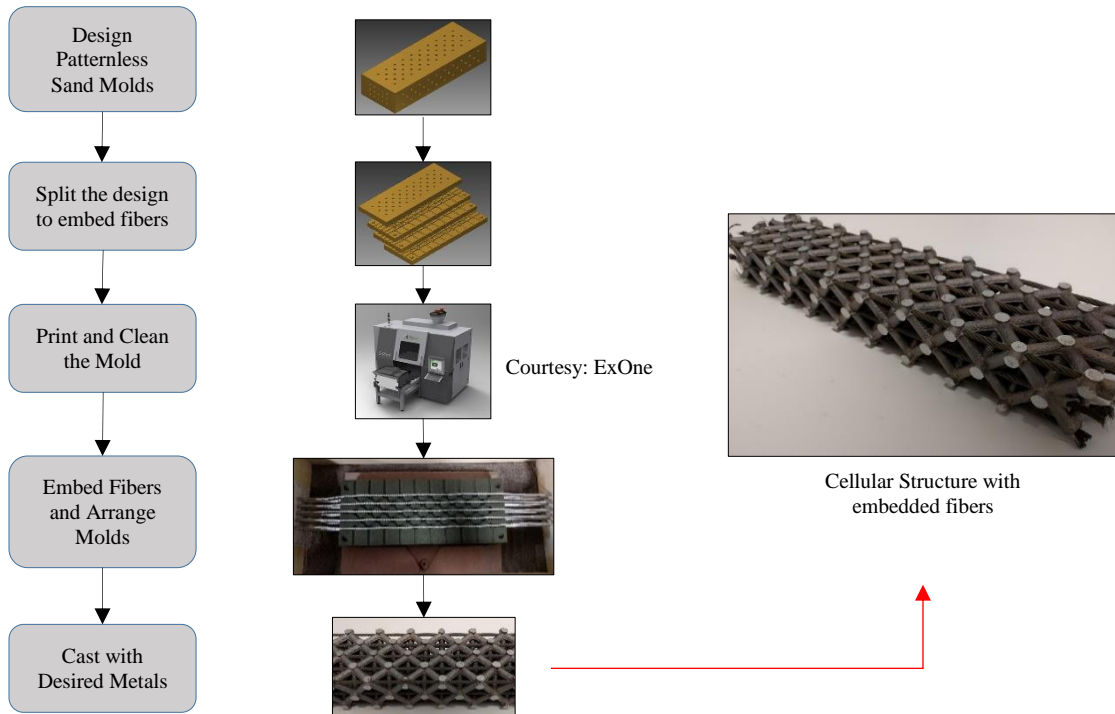 Design
Patternless
Sand Molds
Split the design
to embed fibers
Print and Clean
the Mold
Courtesy: ExOne
Embed Fibers
and Arrange
Molds
Cellular Structure with
embedded fibers
Cast with
Desired Metals